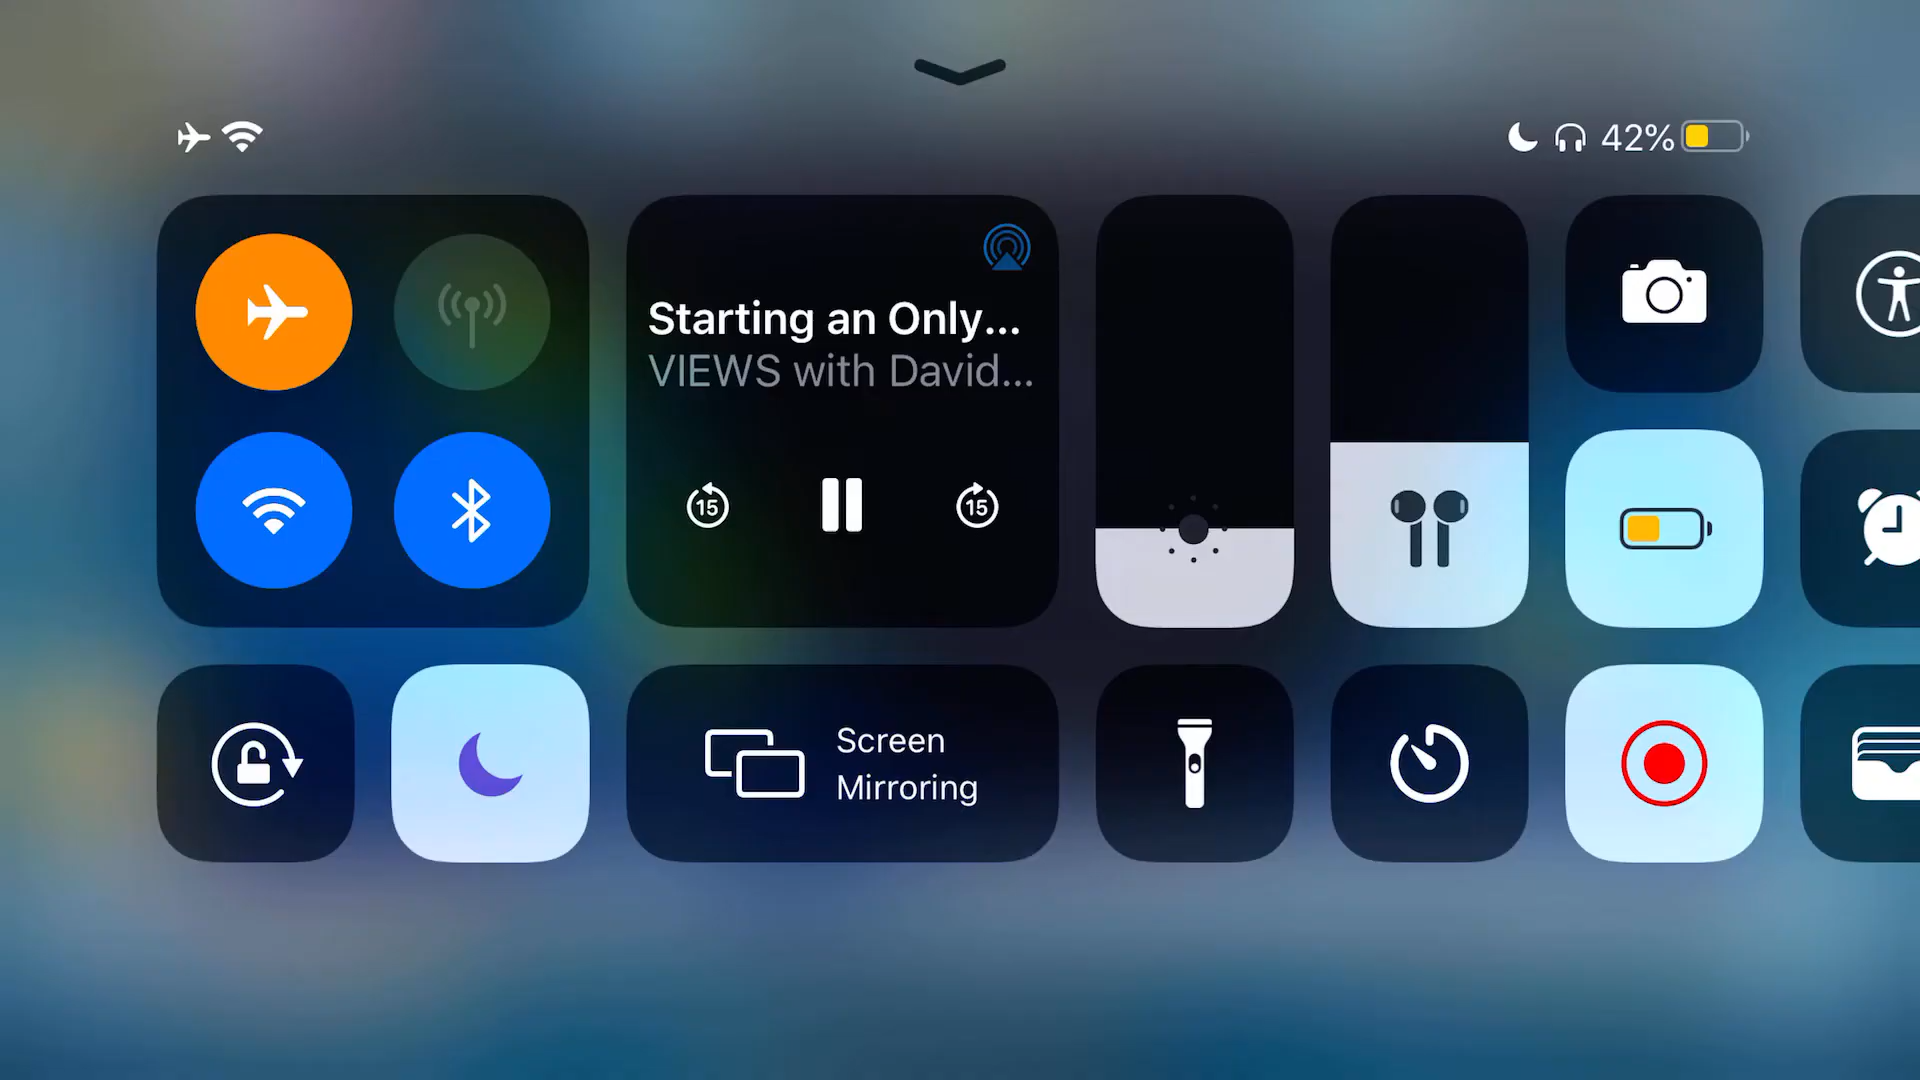 42%
Starting an Only...
VIEWS with David...
15
15
Screen
Mirroring